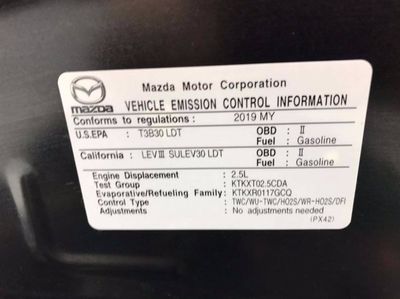 mazda
Mazda Motor Corporation
VEHICLE EMISSION CONTROL INFORMATION
Conforms to regulations : 2019 MY
U.S.EPA : T3B30 LDT OBD : II
Fuel : Gasoline
California : LEVIII SULEV30 LDT OBD : II
Fuel : Gasoline
Engine Displacement : 2.5L
Test Group : KTKXT02.5CDA
Evaporative/Refueling Family: KTKXR0117GCQ
Control Type : TWC/WU-TWC/HO2S/WR-HO2S/DFI
Adjustments : No adjustments needed
(PX42)